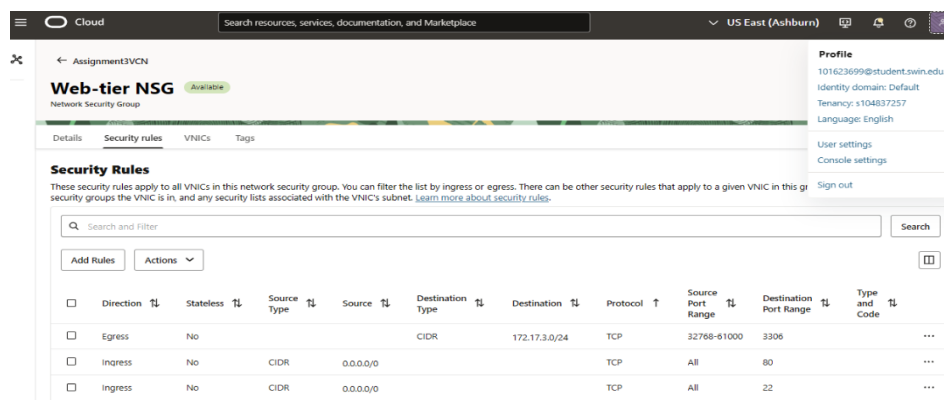 Cloud
Search resources, services, documentation, and Marketplace
US East (Ashburn)
Profile
101623699@student.swin.edu
Identity domain: Default
Tenancy: s104837257
Language: English
User settings
Console settings
Sign out
← Assignment3VCN
Web-tier NSG Available
Network Security Group
Details Security rules VNICs Tags
Security Rules
These security rules apply to all VNICs in this network security group. You can filter the list by ingress or egress. There can be other security rules that apply to a given VNIC in this gr
security groups the VNIC is in, and any security lists associated with the VNIC's subnet. Learn more about security rules.
Search and Filter Search
Add Rules Actions
Direction Stateless Source Type Source Destination Type Destination Protocol Source Port Range Destination Port Range Type and Code
Egress No CIDR 172.17.3.0/24 TCP 32768-61000 3306
Ingress No CIDR 0.0.0.0/0 TCP All 80
Ingress No CIDR 0.0.0.0/0 TCP All 22